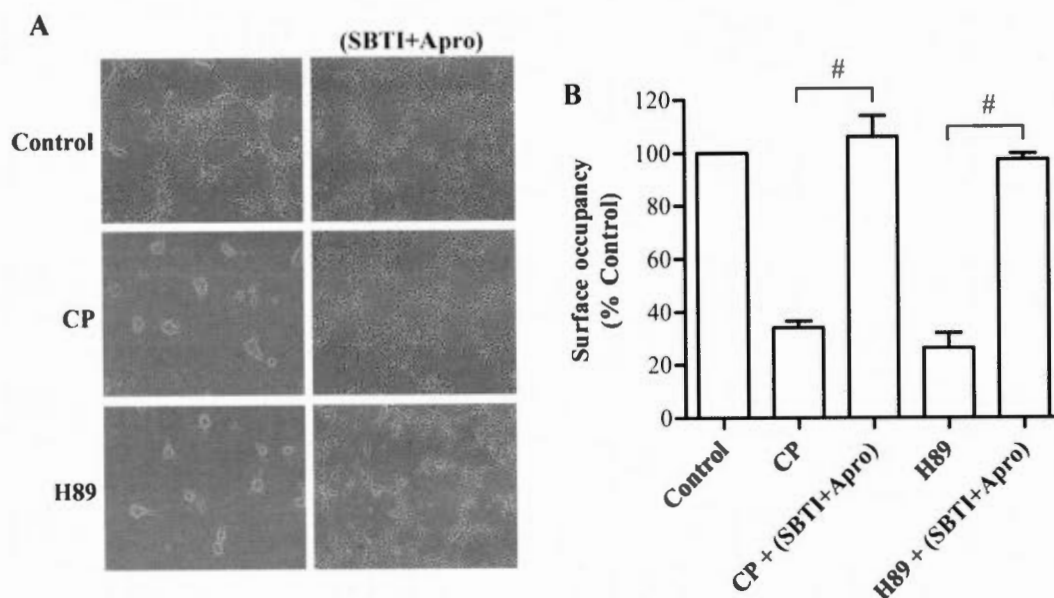 A
(SBTI+Apro)
Control
CP
H89
B
#
#
Surface occupancy
(% Control)
120
100
80
60
40
20
0
Control
CP
CP + (SBTI+Apro)
H89
H89 + (SBTI+Apro)